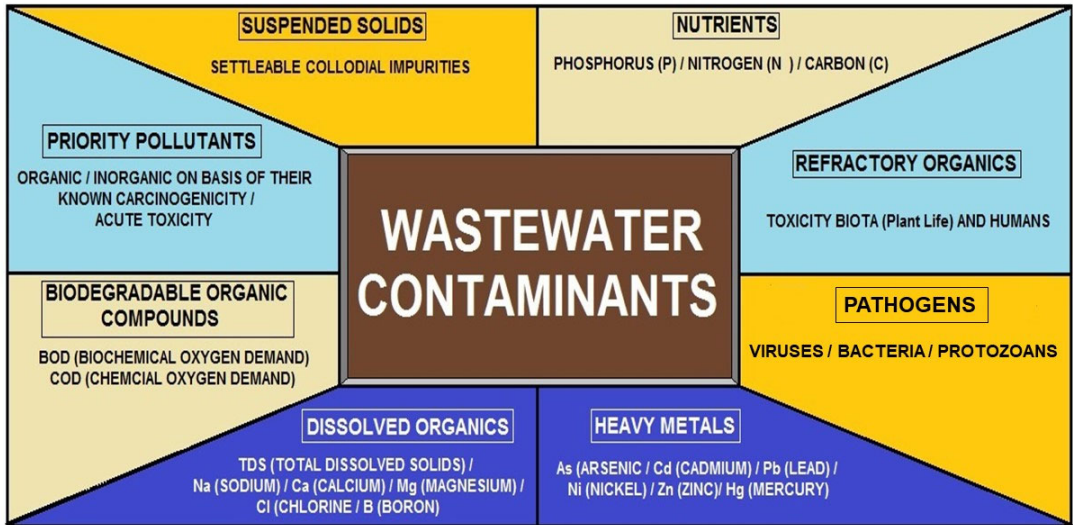 SUSPENDED SOLIDS
SETTLEABLE COLLODIAL IMPURITIES
NUTRIENTS
PHOSPHORUS (P) / NITROGEN (N  ) / CARBON (C)
PRIORITY POLLUTANTS
ORGANIC / INORGANIC ON BASIS OF THEIR
KNOWN CARCINOGENICITY /
ACUTE TOXICITY
REFRACTORY ORGANICS
TOXICITY BIOTA (Plant Life) AND HUMANS
WASTEWATER
CONTAMINANTS
BIODEGRADABLE ORGANIC
COMPOUNDS
BOD (BIOCHEMICAL OXYGEN DEMAND)
COD (CHEMCIAL OXYGEN DEMAND)
PATHOGENS
VIRUSES / BACTERIA / PROTOZOANS
DISSOLVED ORGANICS
TDS (TOTAL DISSOLVED SOLIDS) /
Na (SODIUM) / Ca (CALCIUM) / Mg (MAGNESIUM) /
Cl (CHLORINE / B (BORON)
HEAVY METALS
As (ARSENIC / Cd (CADMIUM) / Pb (LEAD) /
Ni (NICKEL) / Zn (ZINC)/ Hg (MERCURY)